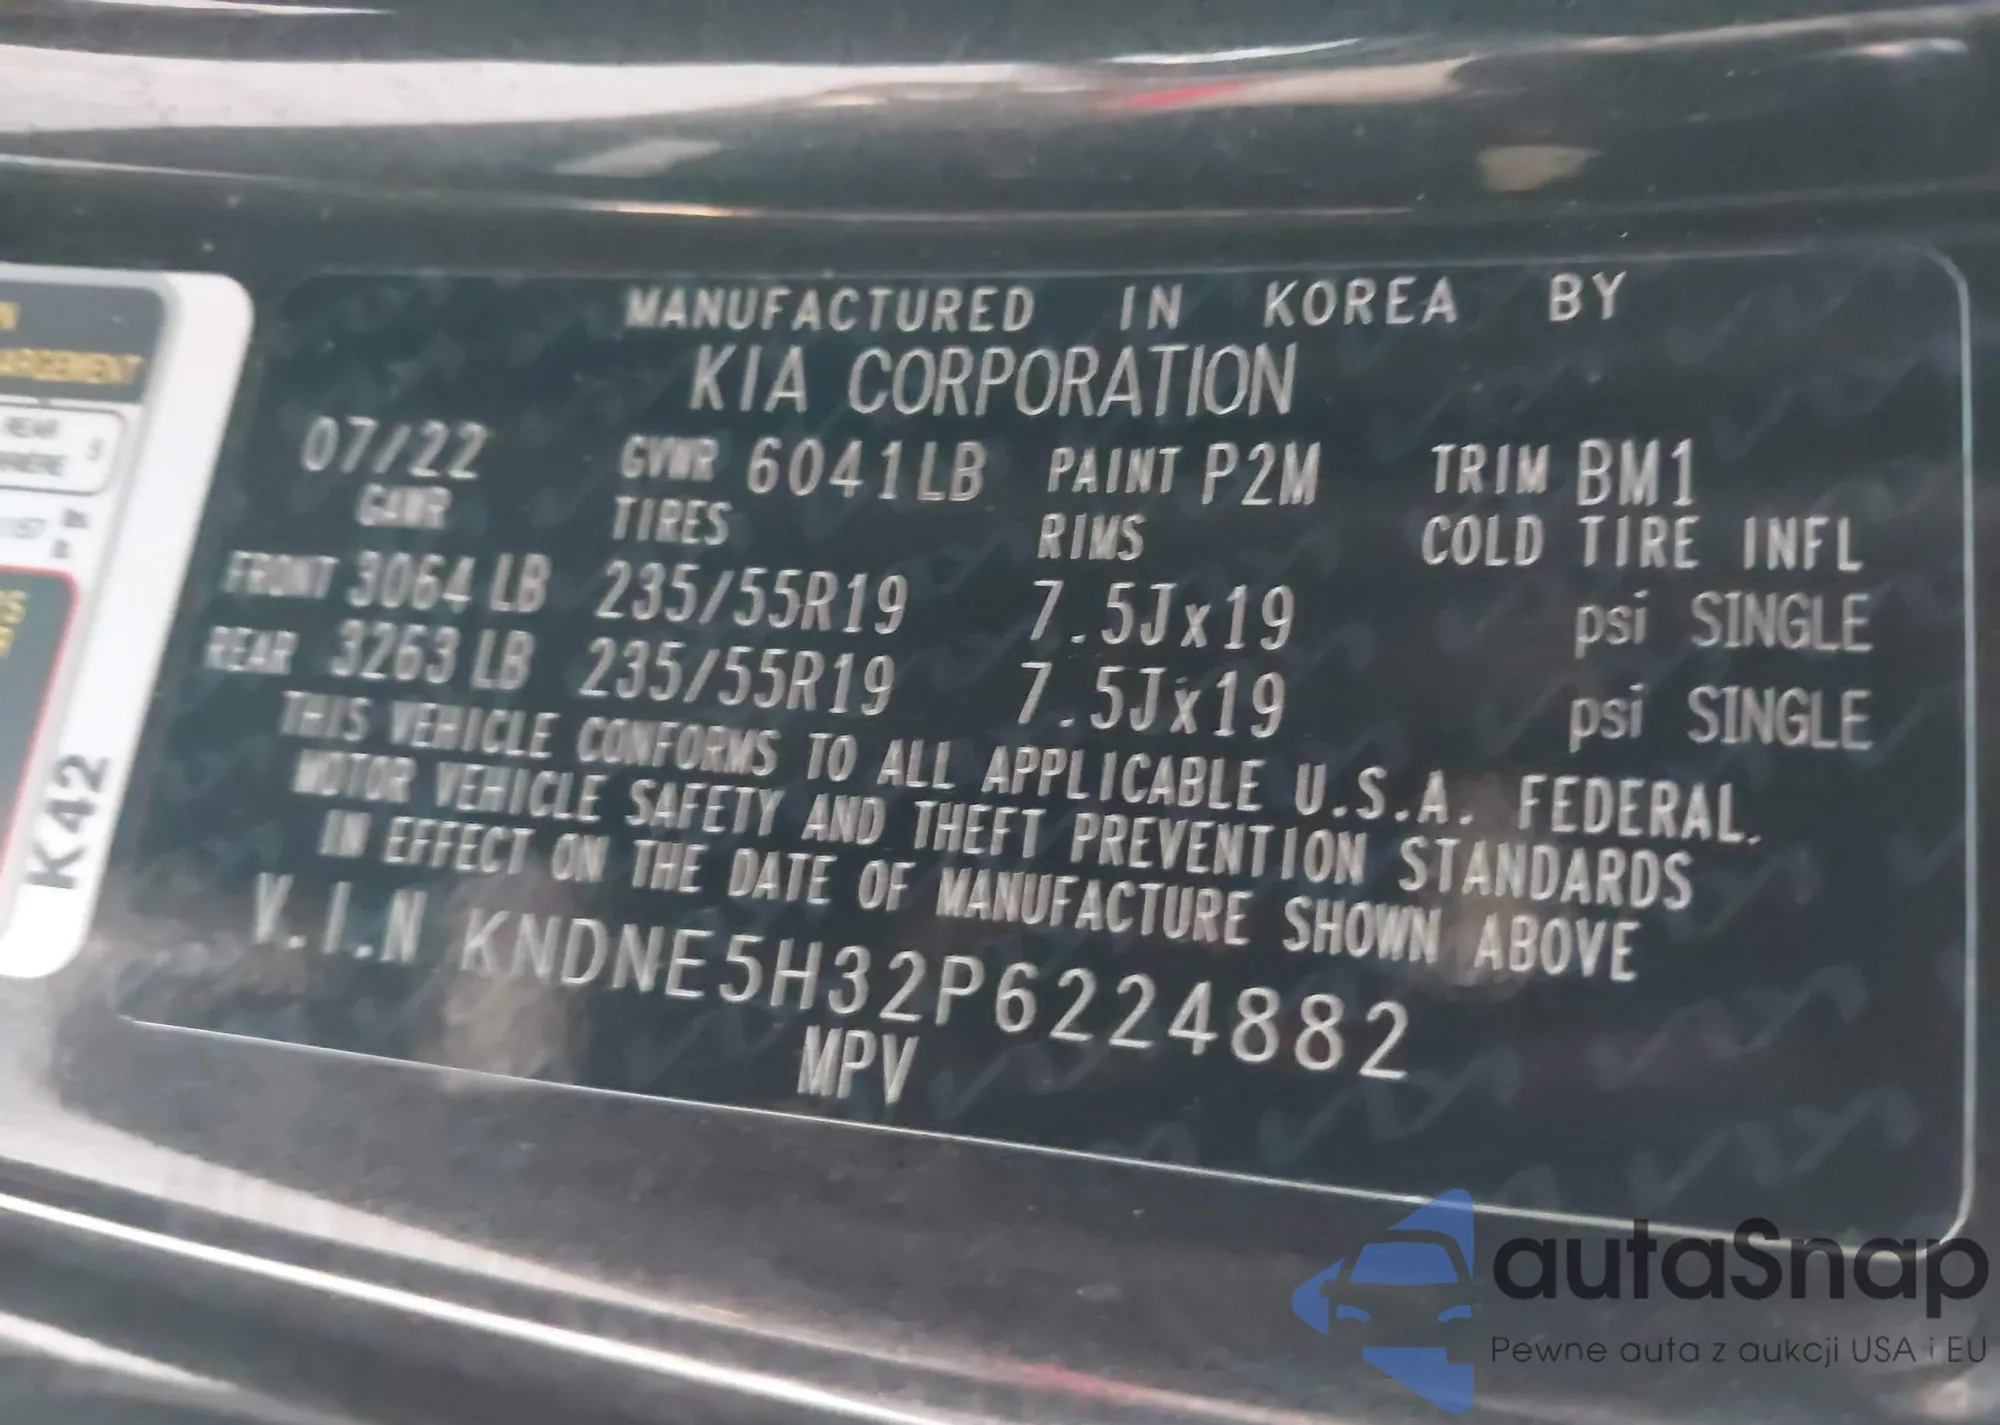 MANUFACTURED IN KOREA BY
KIA CORPORATION
07/22 GVWR 6041LB PAINT P2M TRIM BM1
GAWR TIRES RIMS COLD TIRE INFL
FRONT 3064 LB 235/55R19 7.5Jx19 psi SINGLE
REAR 3263 LB 235/55R19 7.5Jx19 psi SINGLE
THIS VEHICLE CONFORMS TO ALL APPLICABLE U.S.A. FEDERAL.
MOTOR VEHICLE SAFETY AND THEFT PREVENTION STANDARDS
IN EFFECT ON THE DATE OF MANUFACTURE SHOWN ABOVE
V.I.N KNDNE5H32P6224882
MPV
REAR
K42
autaSnap
Pewne auta z aukcji USA i EU